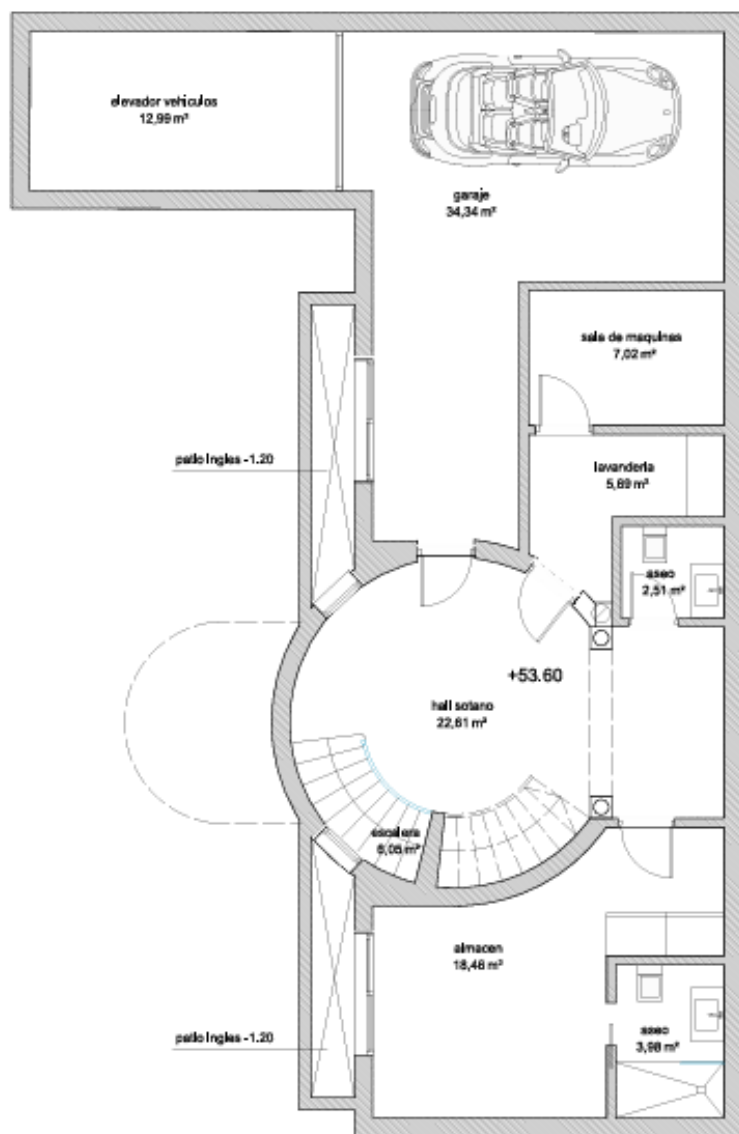 elevador vehiculos
12,99 m²
garaje
34,34 m²
sala de maquinas
7,02 m²
patio ingles -1.20
lavanderia
5,69 m²
aseo
2,51 m²
+53.60
hall sotano
22,61 m²
escalera
6,05 m²
almacen
18,46 m²
patio ingles -1.20
aseo
3,98 m²